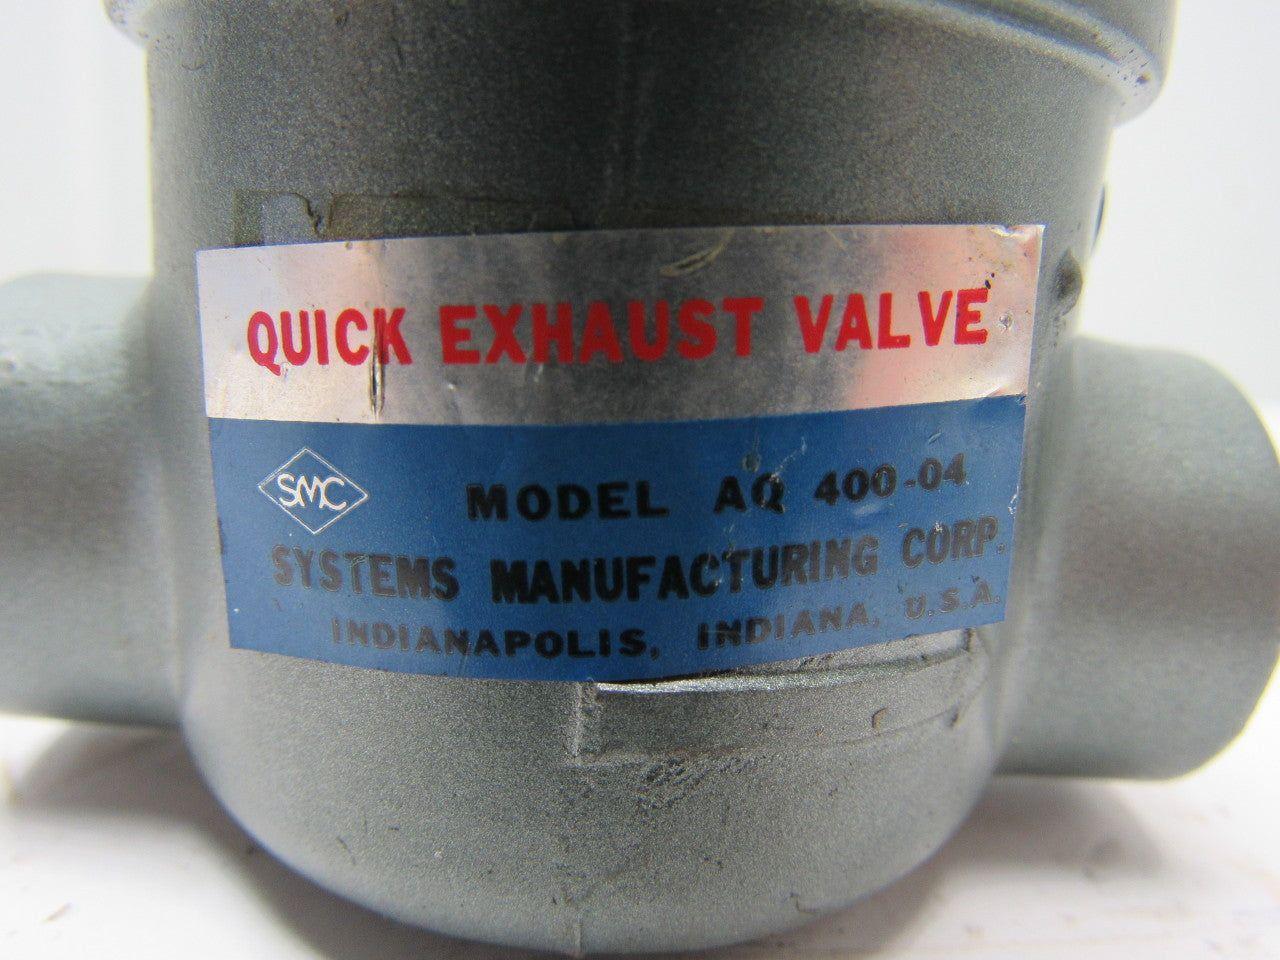 QUICK EXHAUST VALVE
SMC
MODEL AQ 400-04
SYSTEMS MANUFACTURING CORP.
INDIANAPOLIS, INDIANA, U.S.A.